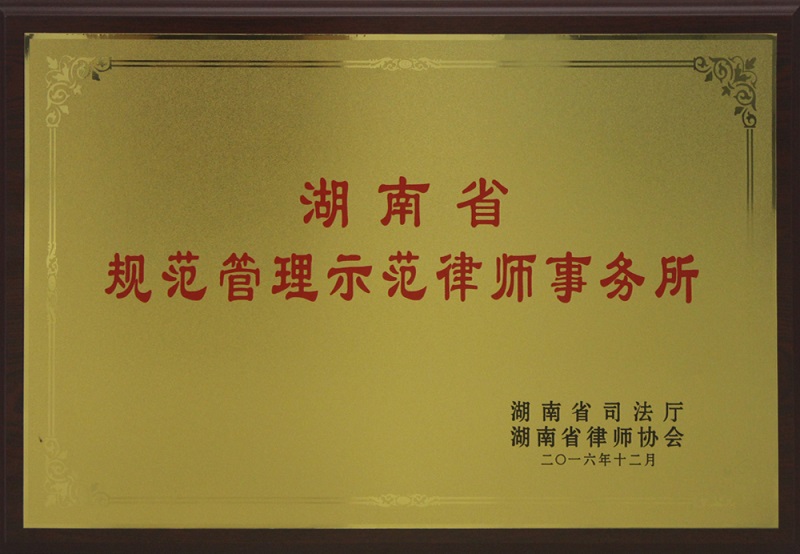 湖南省
规范管理示范律师事务所
湖南省司法厅
湖南省律师协会
二〇一六年十二月